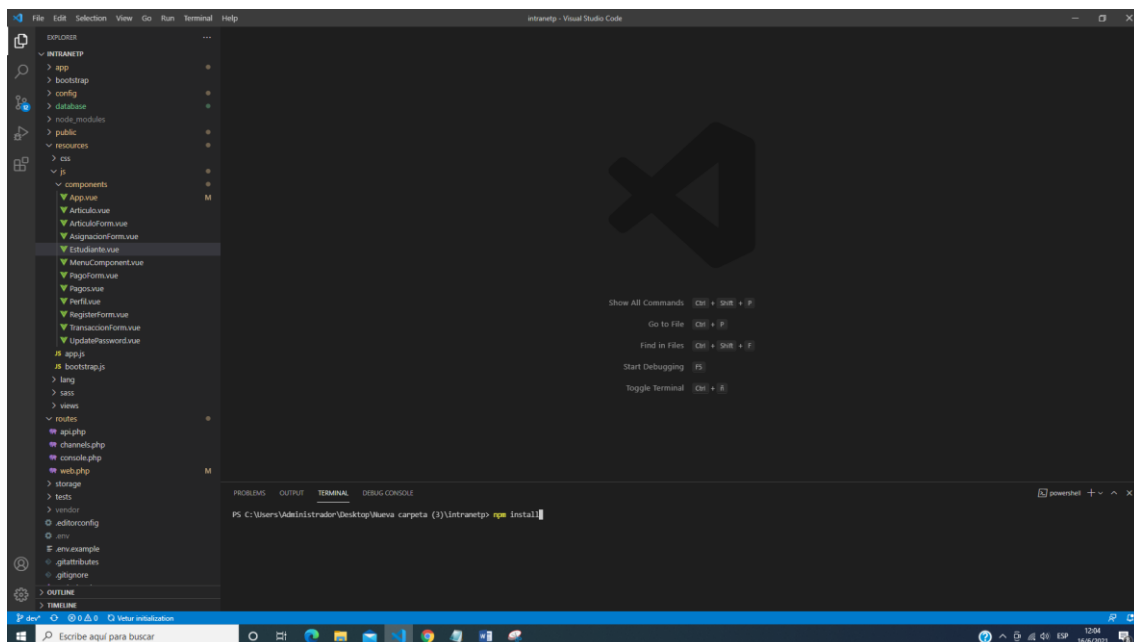 File Edit Selection View Go Run Terminal Help
intranetp - Visual Studio Code
EXPLORER
INTRANETP
app
bootstrap
config
database
node_modules
public
resources
css
js
components
App.vue M
Articulo.vue
ArticuloForm.vue
AsignacionForm.vue
Estudiante.vue
MenuComponent.vue
PagoForm.vue
Pagos.vue
Perfil.vue
RegisterForm.vue
TransaccionForm.vue
UpdatePassword.vue
JS app.js
JS bootstrap.js
lang
sass
views
routes
api.php
channels.php
console.php
web.php M
storage
tests
vendor
.editorconfig
.env
.env.example
.gitattributes
.gitignore
OUTLINE
TIMELINE
Show All Commands Ctrl + Shift + P
Go to File Ctrl + P
Find in Files Ctrl + Shift + F
Start Debugging F5
Toggle Terminal Ctrl + ñ
PROBLEMS OUTPUT TERMINAL DEBUG CONSOLE
powershell
PS C:\Users\Administrador\Desktop\Nueva carpeta (3)\intranetp> npm install
dev* 0 0 Vetur initialization
Escribe aquí para buscar
ESP
12:04
16/6/2021